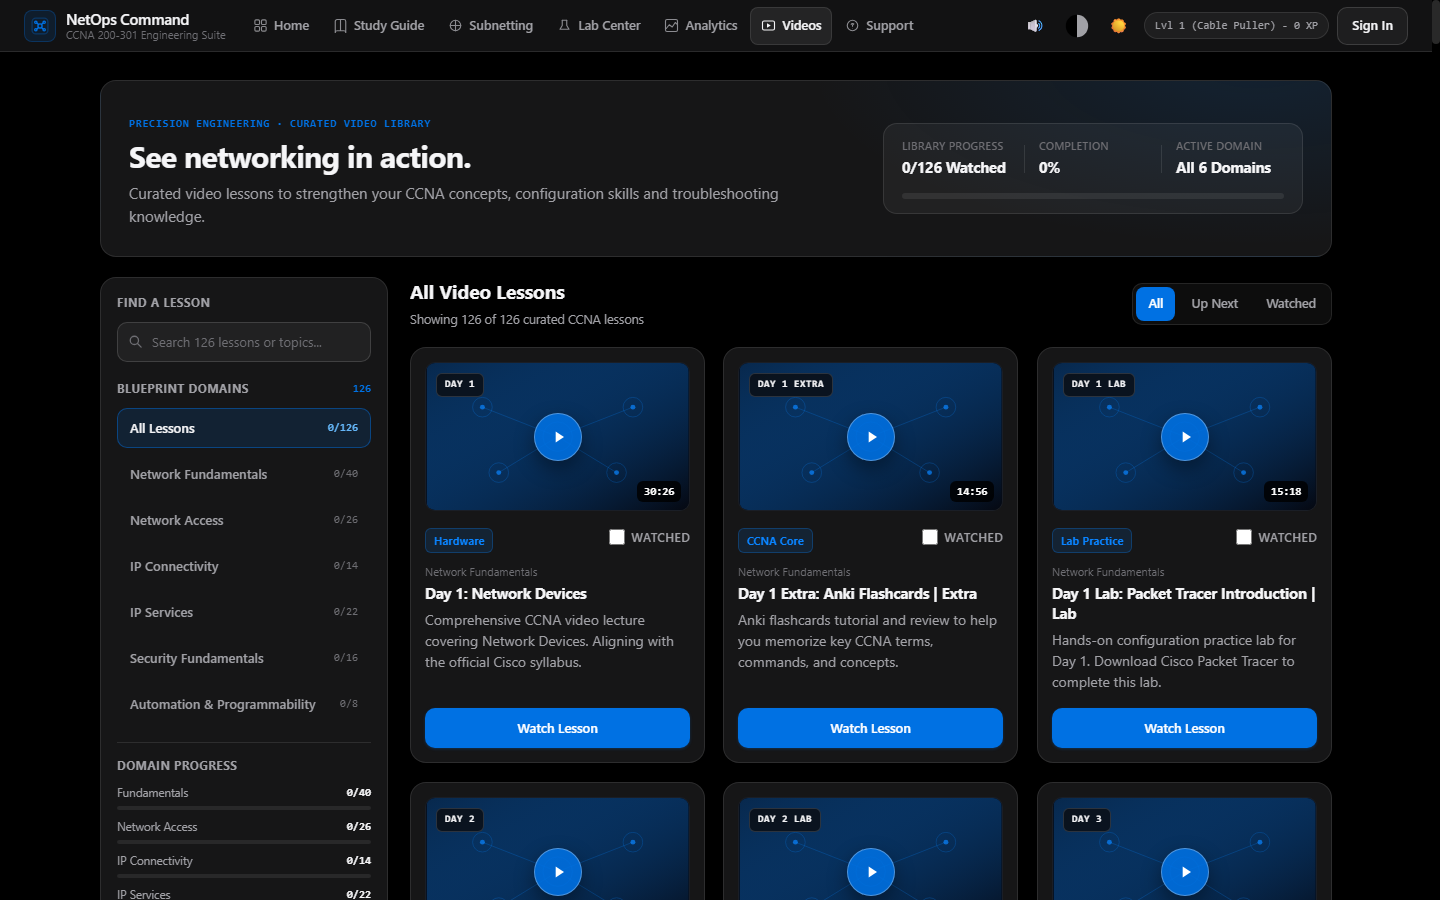 NetOps Command
CCNA 200-301 Engineering Suite
Home
Study Guide
Subnetting
Lab Center
Analytics
Videos
Support
Lvl 1 (Cable Puller) - 0 XP
Sign In
PRECISION ENGINEERING · CURATED VIDEO LIBRARY
See networking in action.
Curated video lessons to strengthen your CCNA concepts, configuration skills and troubleshooting
knowledge.
LIBRARY PROGRESS
0/126 Watched
COMPLETION
0%
ACTIVE DOMAIN
All 6 Domains
FIND A LESSON
Search 126 lessons or topics...
BLUEPRINT DOMAINS 126
All Lessons 0/126
Network Fundamentals 0/40
Network Access 0/26
IP Connectivity 0/14
IP Services 0/22
Security Fundamentals 0/16
Automation & Programmability 0/8
DOMAIN PROGRESS
Fundamentals 0/40
Network Access 0/26
IP Connectivity 0/14
IP Services 0/22
All Video Lessons
Showing 126 of 126 curated CCNA lessons
All
Up Next
Watched
DAY 1
30:26
Hardware
WATCHED
Network Fundamentals
Day 1: Network Devices
Comprehensive CCNA video lecture
covering Network Devices. Aligning with
the official Cisco syllabus.
Watch Lesson
DAY 1 EXTRA
14:56
CCNA Core
WATCHED
Network Fundamentals
Day 1 Extra: Anki Flashcards | Extra
Anki flashcards tutorial and review to help
you memorize key CCNA terms,
commands, and concepts.
Watch Lesson
DAY 1 LAB
15:18
Lab Practice
WATCHED
Network Fundamentals
Day 1 Lab: Packet Tracer Introduction |
Lab
Hands-on configuration practice lab for
Day 1. Download Cisco Packet Tracer to
complete this lab.
Watch Lesson
DAY 2
DAY 2 LAB
DAY 3